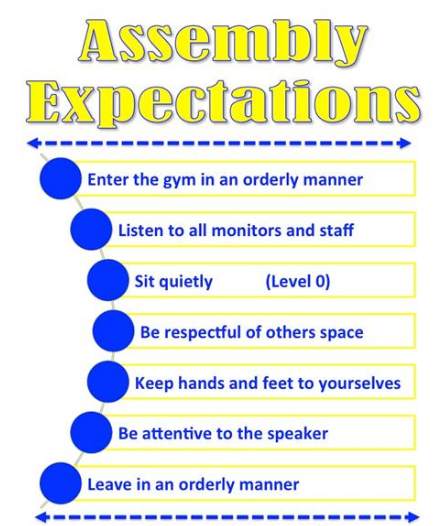 Assembly
Expectations
Enter the gym in an orderly manner
Listen to all monitors and staff
Sit quietly (Level 0)
Be respectful of others space
Keep hands and feet to yourselves
Be attentive to the speaker
Leave in an orderly manner